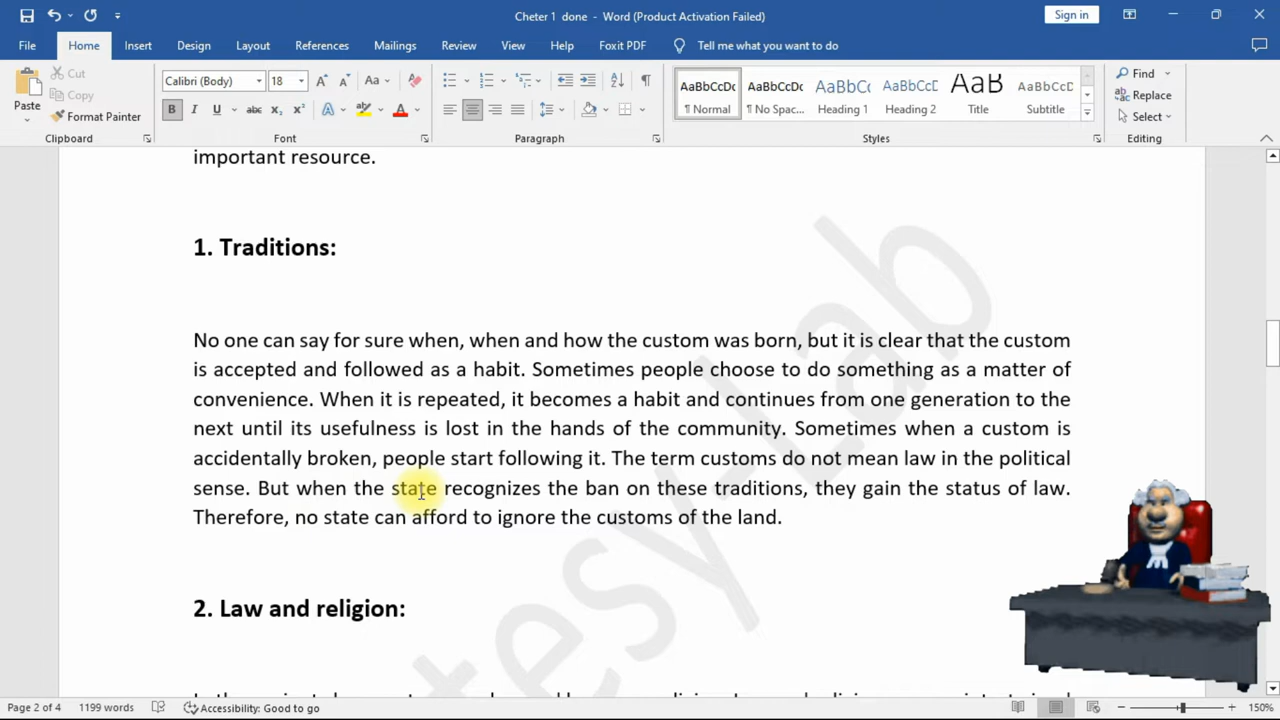 Cheter 1 done - Word (Product Activation Failed)
Sign in
File Home Insert Design Layout References Mailings Review View Help Foxit PDF Tell me what you want to do
Paste
Cut
Copy
Format Painter
Clipboard
Calibri (Body) 18
Font
Paragraph
AaBbCcDc AaBbCcDc AaBbCc AaBbCcD AaB AaBbCcD
¶ Normal ¶ No Spac... Heading 1 Heading 2 Title Subtitle
Styles
Find
Replace
Select
Editing
important resource.
1. Traditions:
No one can say for sure when, when and how the custom was born, but it is clear that the custom
is accepted and followed as a habit. Sometimes people choose to do something as a matter of
convenience. When it is repeated, it becomes a habit and continues from one generation to the
next until its usefulness is lost in the hands of the community. Sometimes when a custom is
accidentally broken, people start following it. The term customs do not mean law in the political
sense. But when the state recognizes the ban on these traditions, they gain the status of law.
Therefore, no state can afford to ignore the customs of the land.
2. Law and religion:
Page 2 of 4 1199 words Accessibility: Good to go 150%